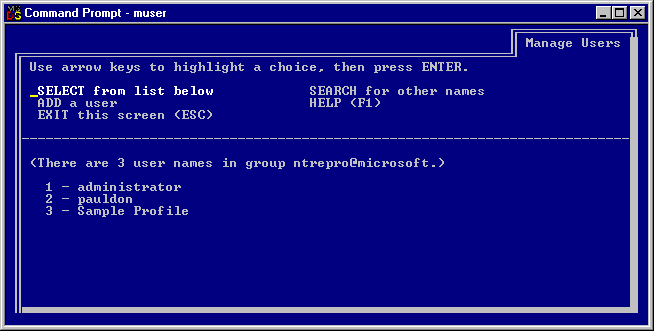 Command Prompt - muser
Manage Users
Use arrow keys to highlight a choice, then press ENTER.
_SELECT from list below SEARCH for other names
ADD a user HELP (F1)
EXIT this screen (ESC)
(There are 3 user names in group ntrepro@microsoft.)
1 - administrator
2 - pauldon
3 - Sample Profile